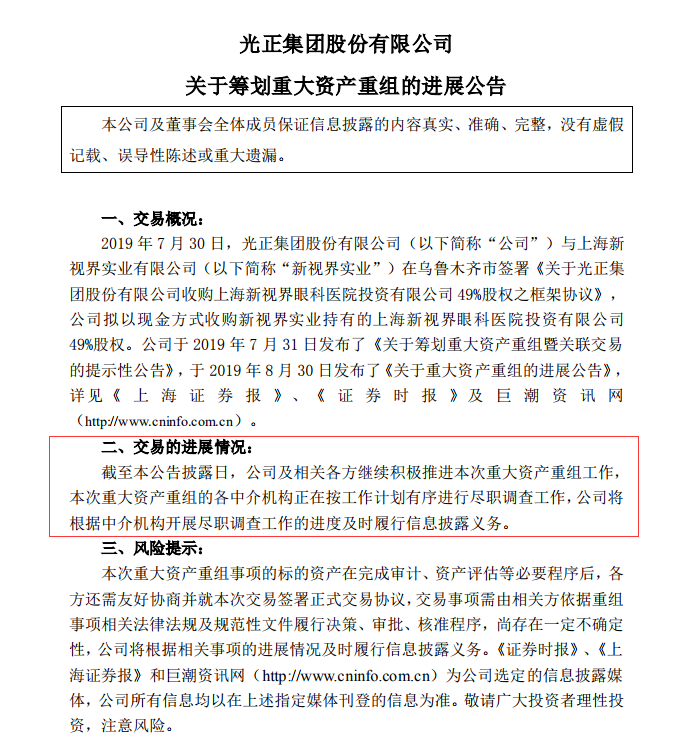 光正集团股份有限公司
关于筹划重大资产重组的进展公告
本公司及董事会全体成员保证信息披露的内容真实、准确、完整，没有虚假
记载、误导性陈述或重大遗漏。
一、交易概况：
2019 年 7 月 30 日，光正集团股份有限公司（以下简称“公司”）与上海新
视界实业有限公司（以下简称“新视界实业”）在乌鲁木齐市签署《关于光正集
团股份有限公司收购上海新视界眼科医院投资有限公司 49%股权之框架协议》，
公司拟以现金方式收购新视界实业持有的上海新视界眼科医院投资有限公司
49%股权。公司于 2019 年 7 月 31 日发布了《关于筹划重大资产重组暨关联交易
的提示性公告》，于 2019 年 8 月 30 日发布了《关于重大资产重组的进展公告》，
详见《上海证券报》、《证券时报》及巨潮资讯网
（http://www.cninfo.com.cn）。
二、交易的进展情况：
截至本公告披露日，公司及相关各方继续积极推进本次重大资产重组工作，
本次重大资产重组的各中介机构正在按工作计划有序进行尽职调查工作，公司将
根据中介机构开展尽职调查工作的进度及时履行信息披露义务。
三、风险提示：
本次重大资产重组事项的标的资产在完成审计、资产评估等必要程序后，各
方还需友好协商并就本次交易签署正式交易协议，交易事项需由相关方依据重组
事项相关法律法规及规范性文件履行决策、审批、核准程序，尚存在一定不确定
性，公司将根据相关事项的进展情况及时履行信息披露义务。《证券时报》、《上
海证券报》和巨潮资讯网（http://www.cninfo.com.cn）为公司选定的信息披露媒
体，公司所有信息均以在上述指定媒体刊登的信息为准。敬请广大投资者理性投
资，注意风险。